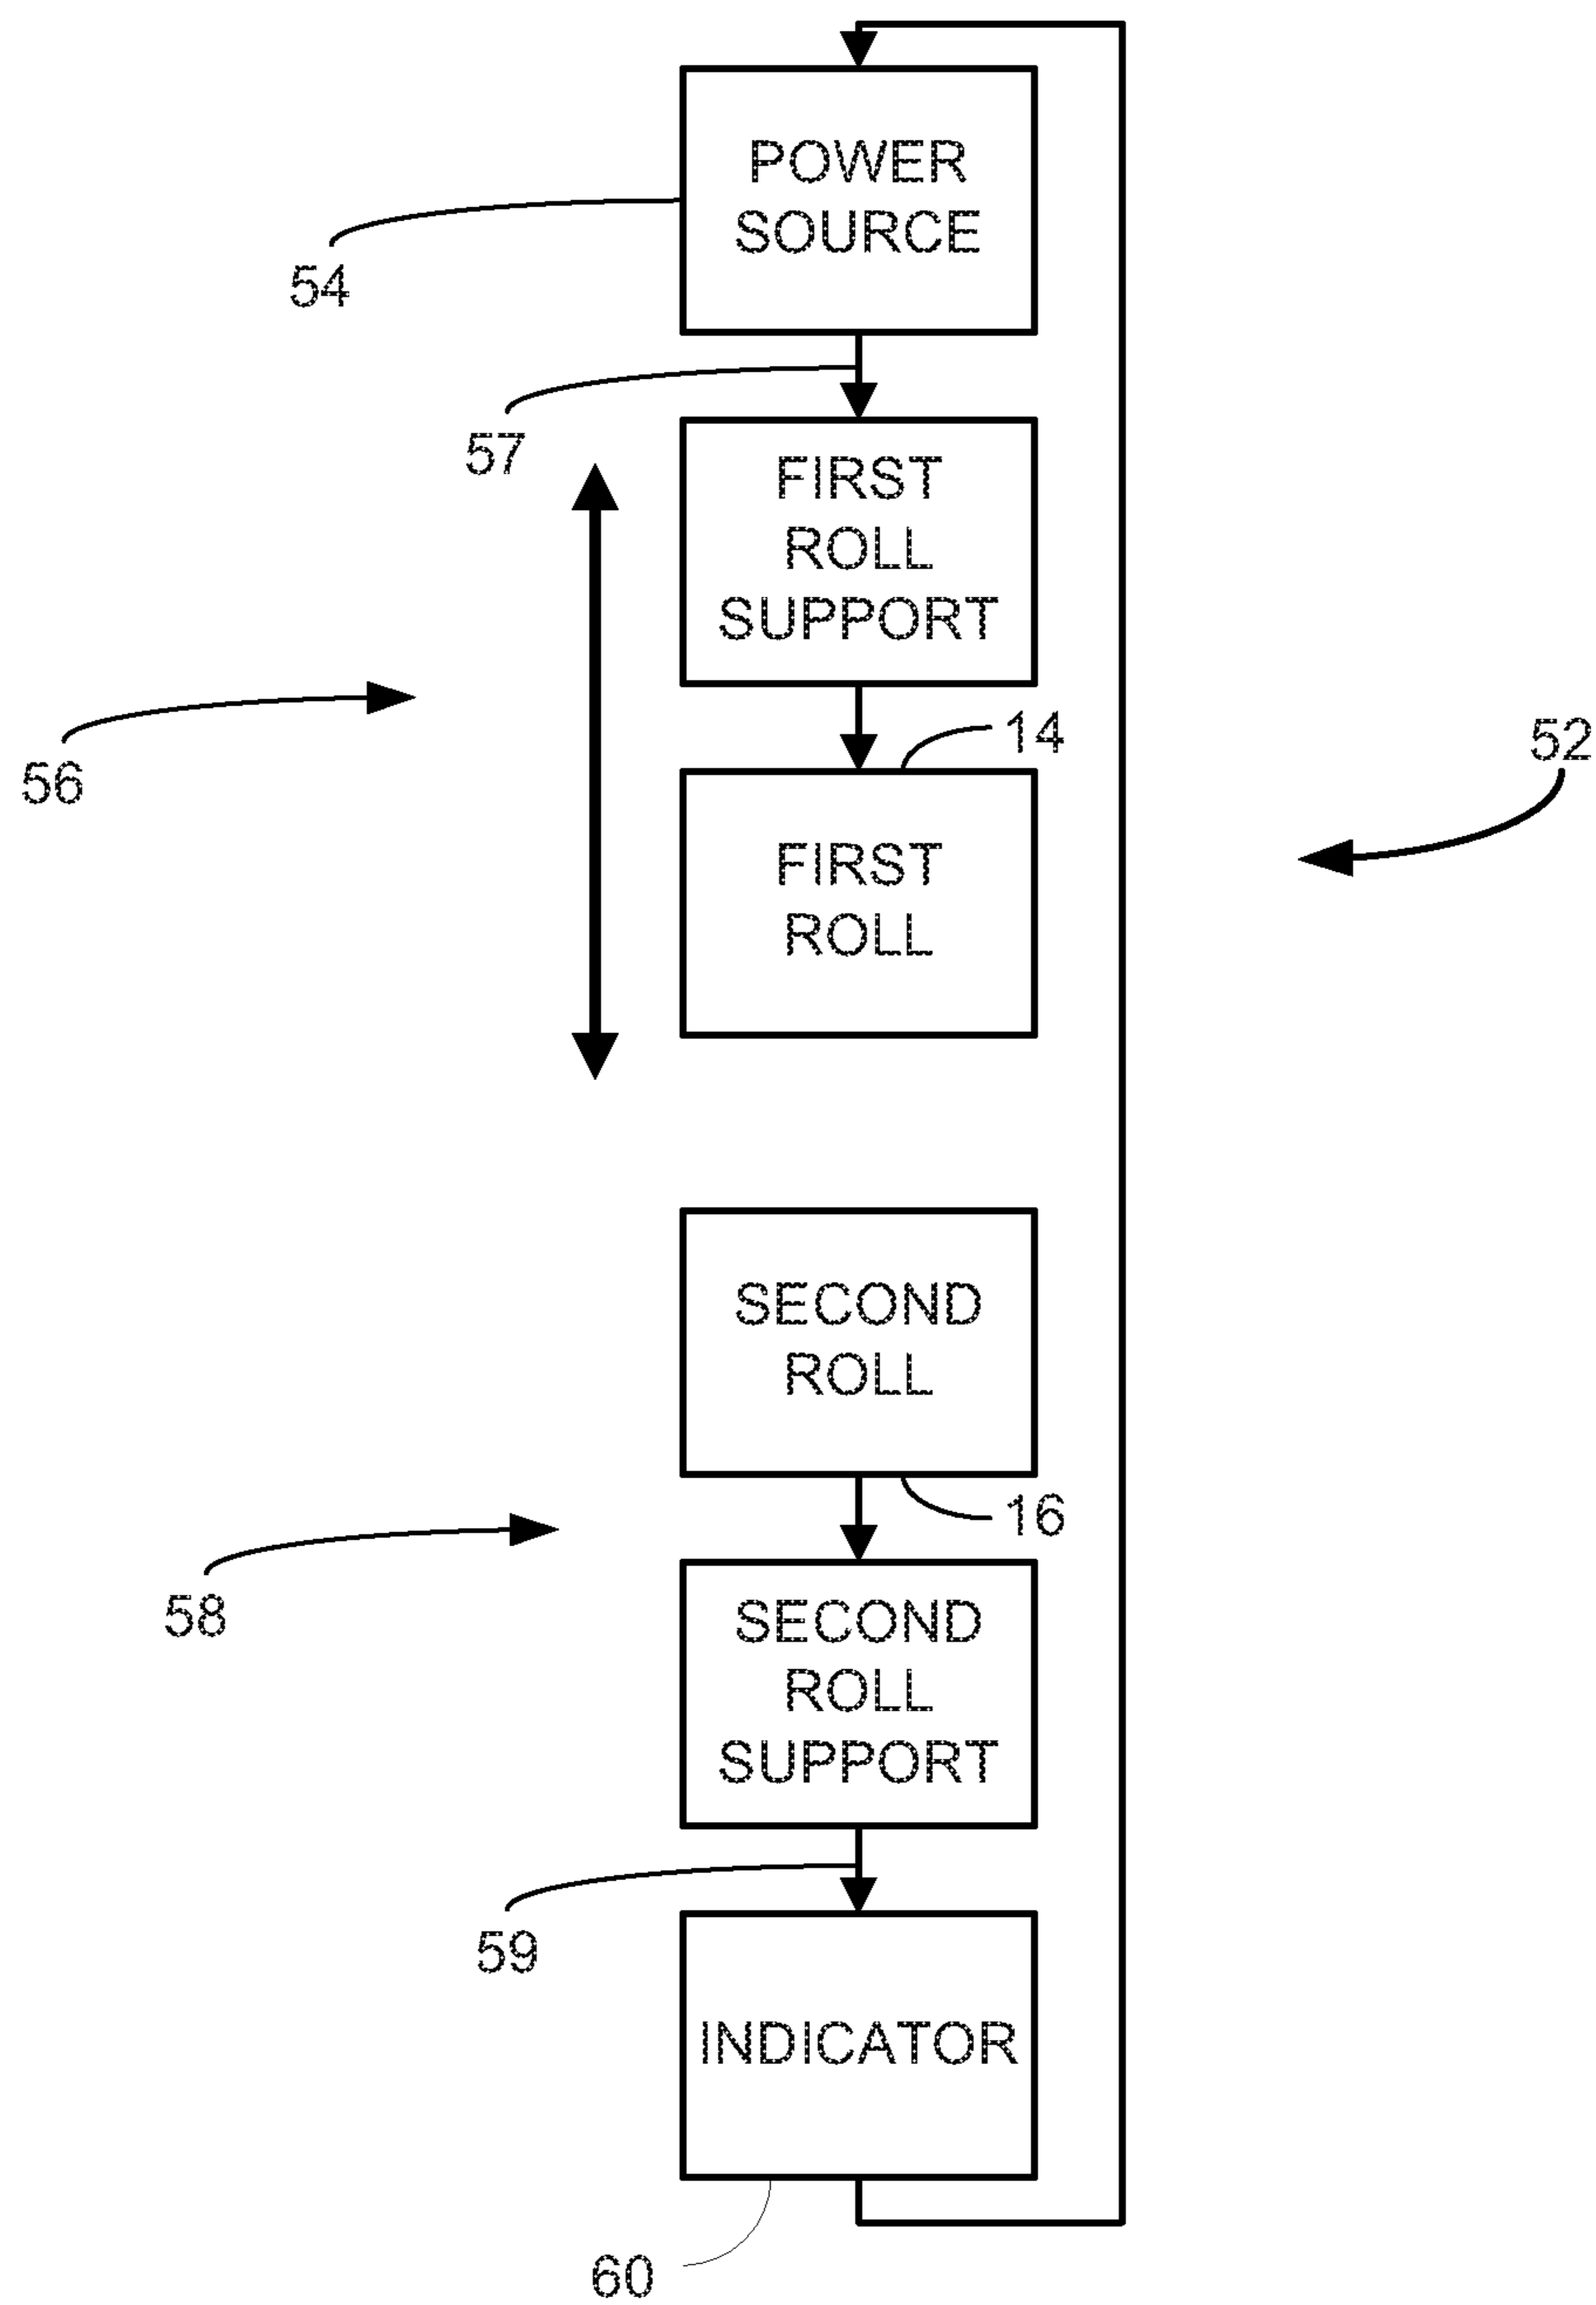 POWER
SOURCE
54
57
FIRST
ROLL
SUPPORT
56
14
52
FIRST
ROLL
SECOND
ROLL
16
58
SECOND
ROLL
SUPPORT
59
INDICATOR
60